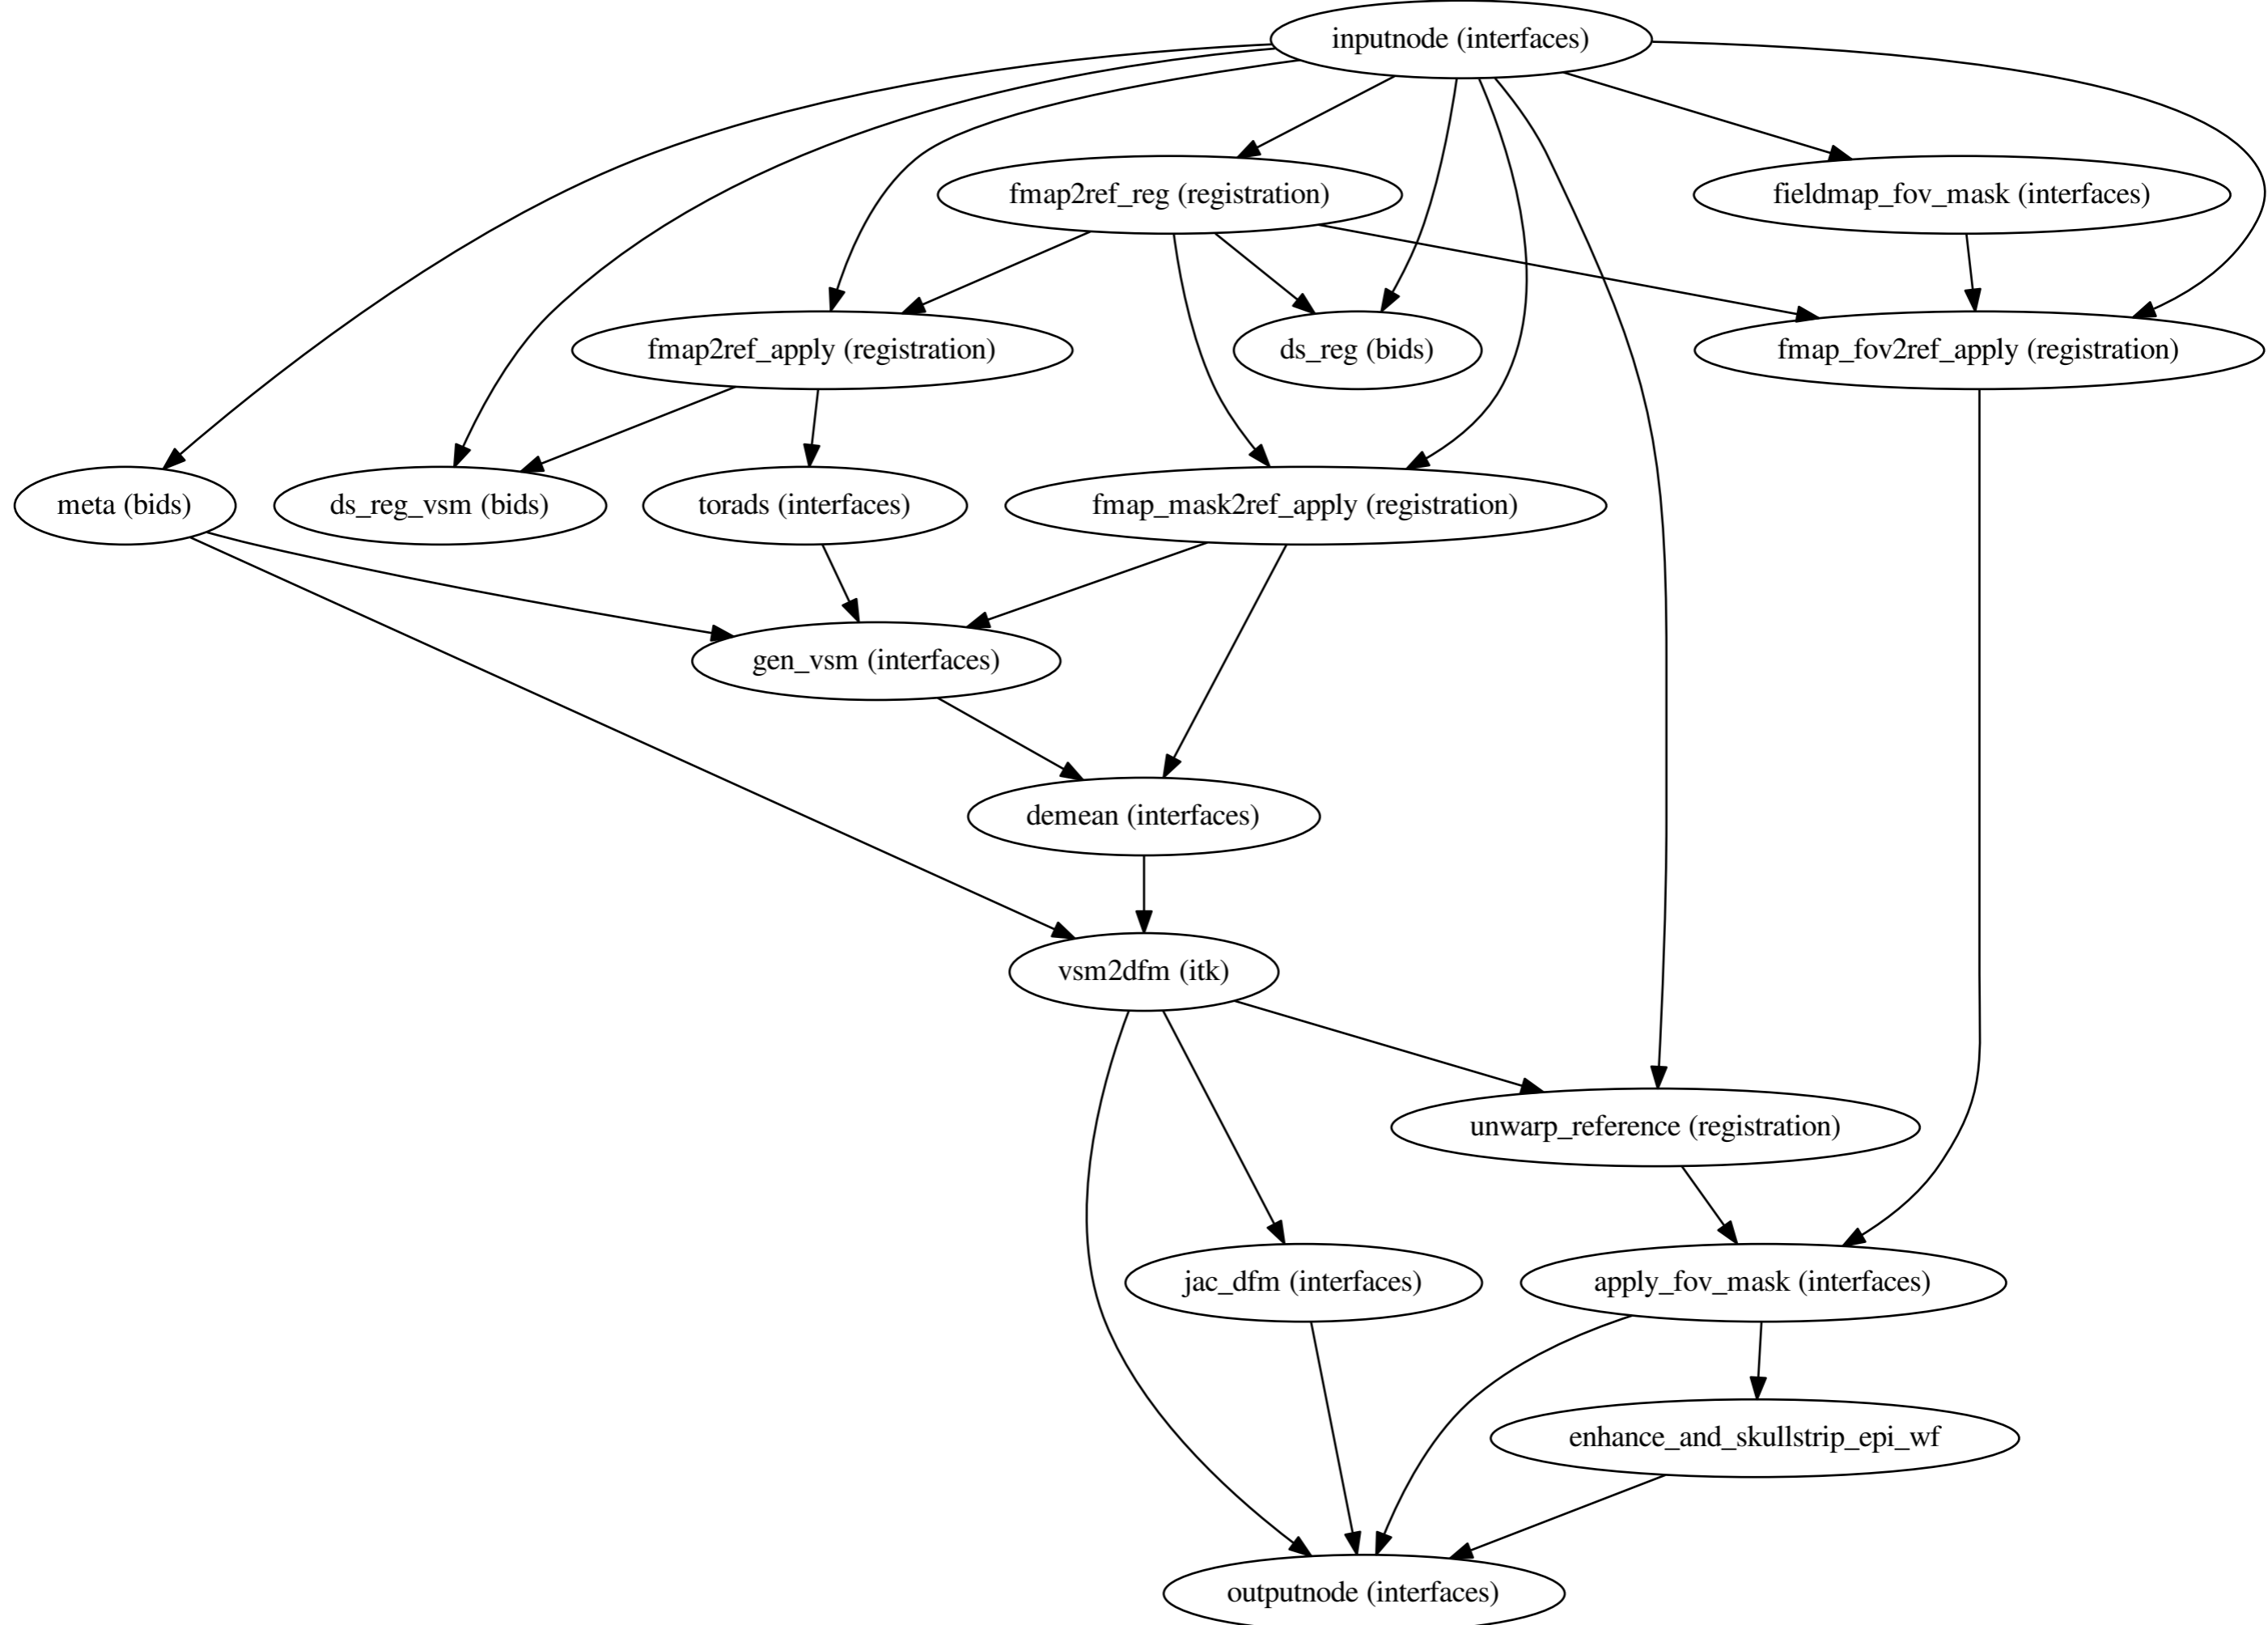 inputnode (interfaces)
fmap2ref_reg (registration)
fieldmap_fov_mask (interfaces)
fmap2ref_apply (registration)
ds_reg (bids)
fmap_fov2ref_apply (registration)
meta (bids)
ds_reg_vsm (bids)
torads (interfaces)
fmap_mask2ref_apply (registration)
gen_vsm (interfaces)
demean (interfaces)
vsm2dfm (itk)
unwarp_reference (registration)
jac_dfm (interfaces)
apply_fov_mask (interfaces)
enhance_and_skullstrip_epi_wf
outputnode (interfaces)